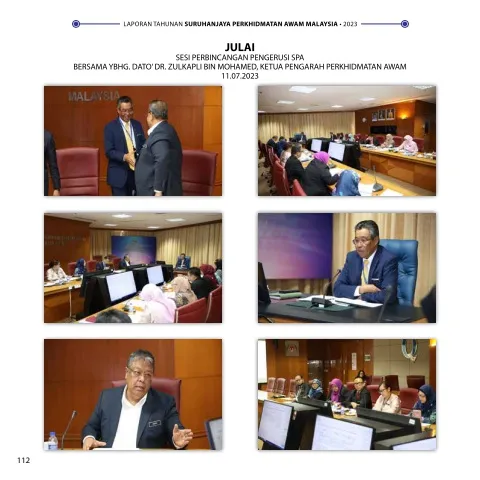 LAPORAN TAHUNAN SURUHANJAYA PERKHIDMATAN AWAM MALAYSIA • 2023
JULAI
SESI PERBINCANGAN PENGERUSI SPA
BERSAMA YBHG. DATO' DR. ZULKAPLI BIN MOHAMED, KETUA PENGARAH PERKHIDMATAN AWAM
11.07.2023
MALAYSIA
112